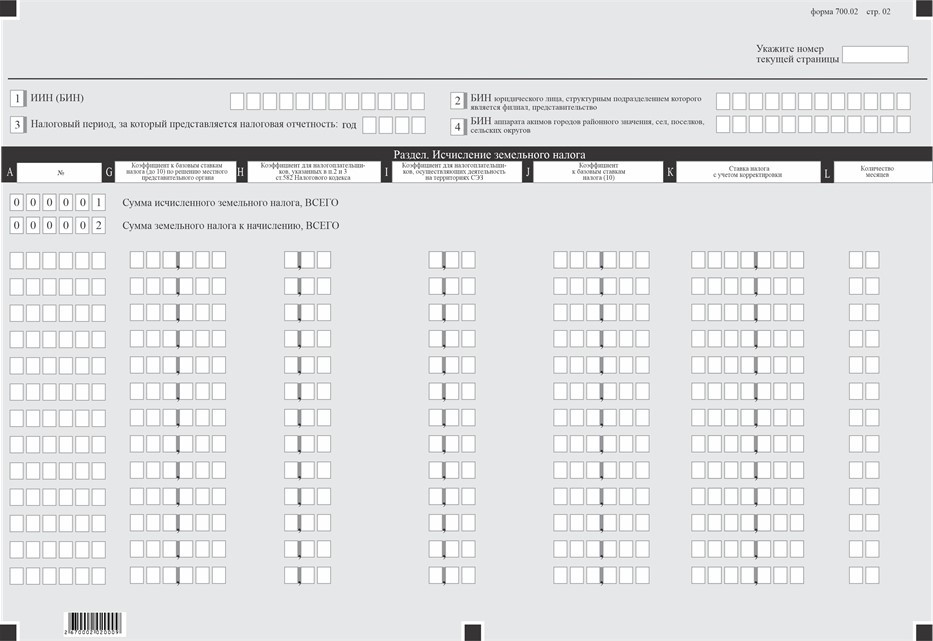 форма 700.02 стр. 02
Укажите номер
текущей страницы
1 ИИН (БИН)
2 БИН юридического лица, структурным подразделением которого
является филиал, представительство
3 Налоговый период, за который представляется налоговая отчетность: год
4 БИН аппарата акимов городов районного значения, сел, поселков,
сельских округов
Раздел. Исчисление земельного налога
A №
G Коэффициент к базовым ставкам
налога (до 10) по решению местного
представительного органа
H Коэффициент для налогоплательщи-
ков, указанных в п.2 и 3
ст 582 Налогового кодекса
I Коэффициент для налогоплательщи-
ков, осуществляющих деятельность
на территориях СЭЗ
J Коэффициент
к базовым ставкам
налога (10)
K Ставка налога
с учетом корректировки
L Количество
месяцев
0 0 0 0 0 1 Сумма исчисленного земельного налога, ВСЕГО
0 0 0 0 0 2 Сумма земельного налога к начислению, ВСЕГО
2 670002 020009